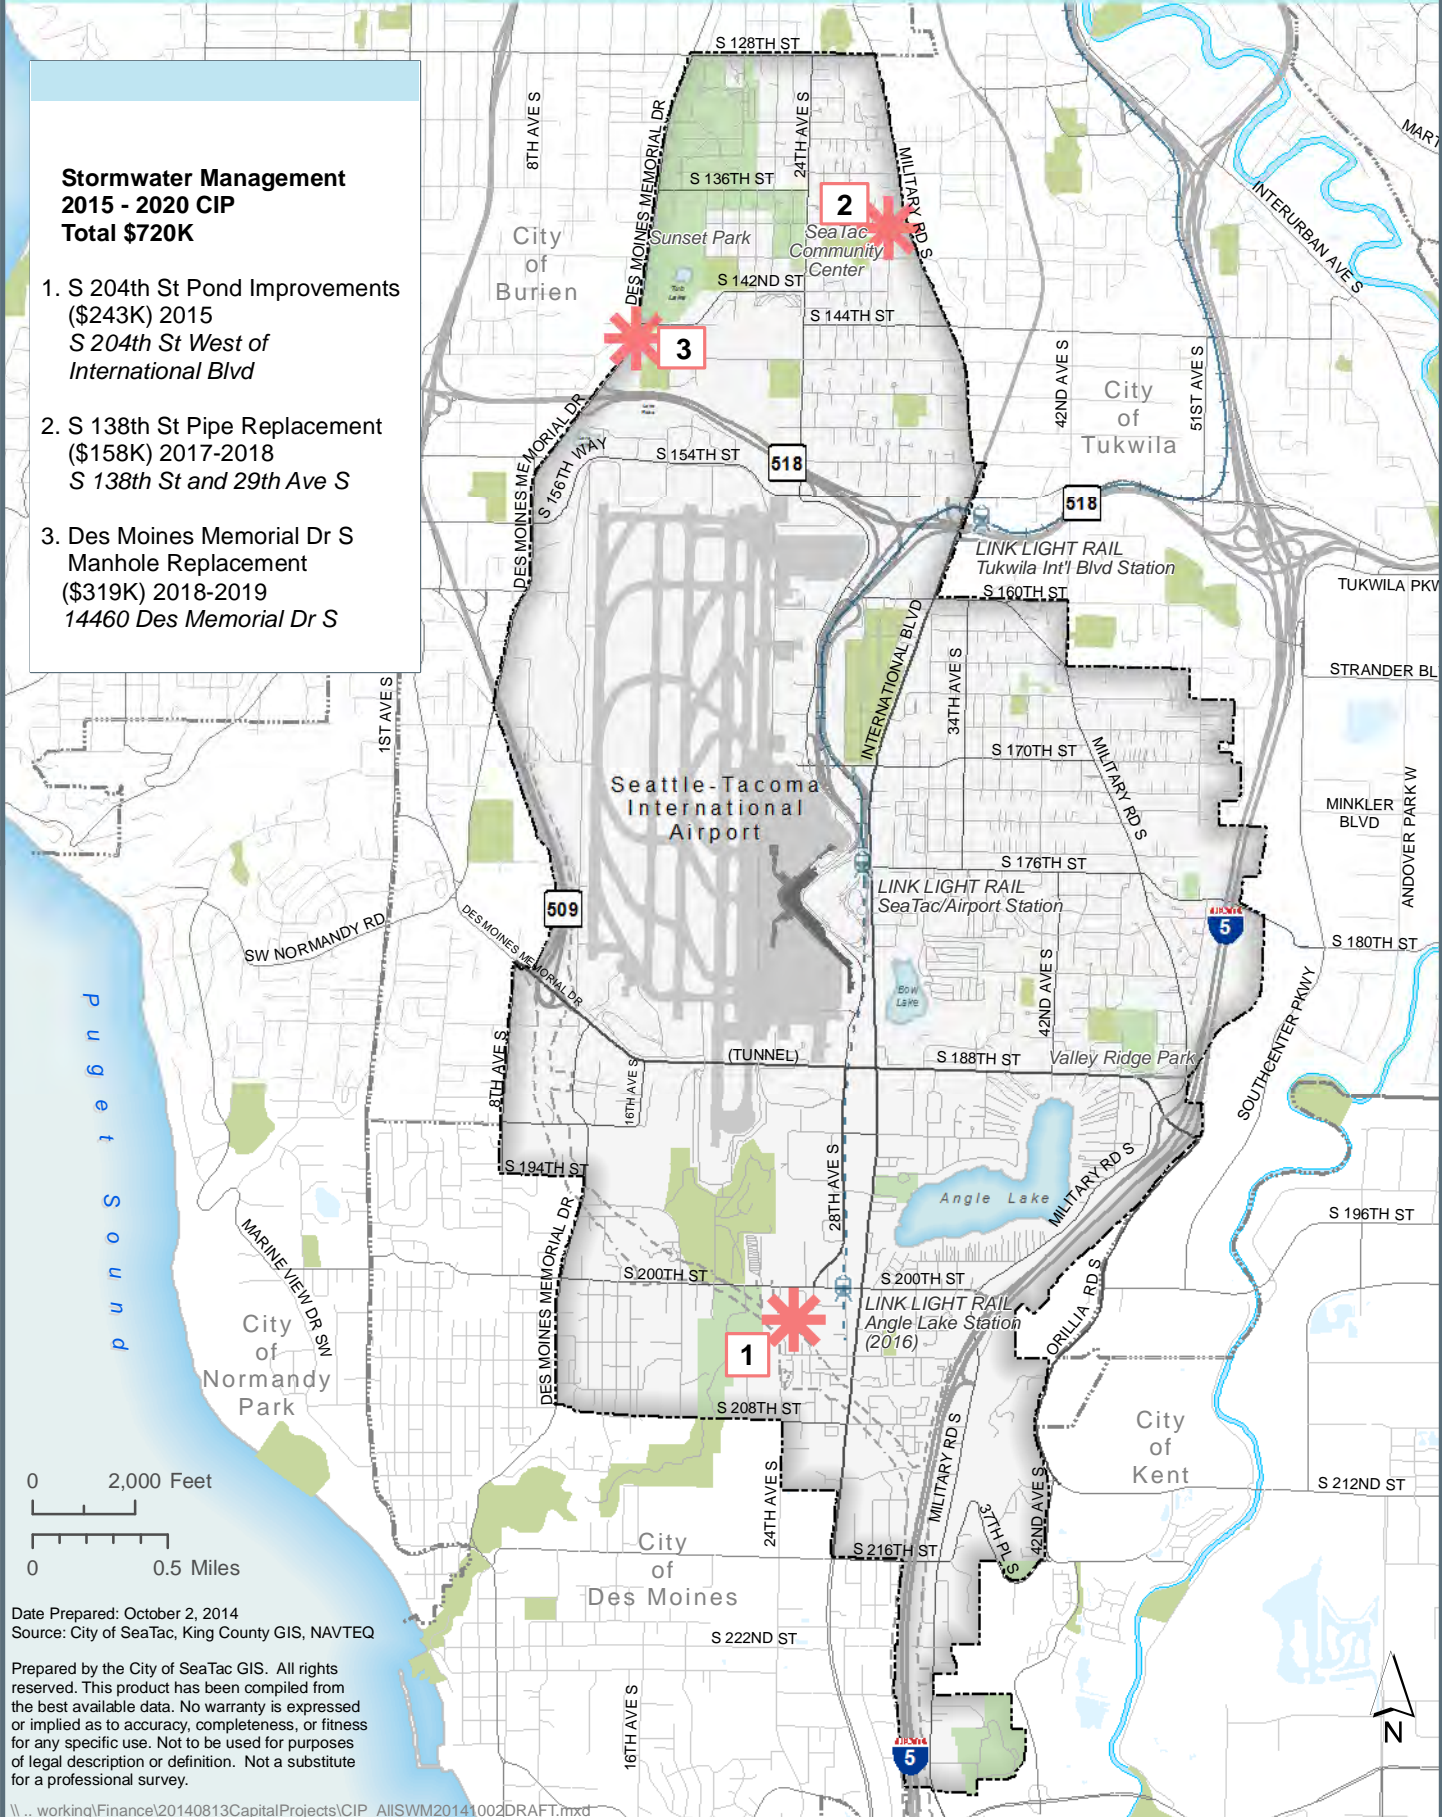 Stormwater Management
2015 - 2020 CIP
Total $720K
1. S 204th St Pond Improvements
($243K) 2015
S 204th St West of
International Blvd
2. S 138th St Pipe Replacement
($158K) 2017-2018
S 138th St and 29th Ave S
3. Des Moines Memorial Dr S
Manhole Replacement
($319K) 2018-2019
14460 Des Memorial Dr S
S 128TH ST
8TH AVE S
DES MOINES MEMORIAL DR
24TH AVE S
MILITARY RD S
S 136TH ST
2
City
of
Burien
Sunset Park
SeaTac
Community
Center
Tub
Lake
S 142ND ST
S 144TH ST
3
INTERURBAN AVE S
42ND AVE S
51ST AVE S
City
of
Tukwila
DES MOINES MEMORIAL DR
S 156TH WAY
S 154TH ST
518
518
LINK LIGHT RAIL
Tukwila Int'l Blvd Station
S 160TH ST
TUKWILA PKW
STRANDER BL
1ST AVE S
INTERNATIONAL BLVD
34TH AVE S
S 170TH ST
MILITARY RD S
Seattle-Tacoma
International
Airport
MINKLER
BLVD
ANDOVER PARK W
S 176TH ST
LINK LIGHT RAIL
SeaTac/Airport Station
509
5
SW NORMANDY RD
DES MOINES MEMORIAL DR
S 180TH ST
Bow
Lake
42ND AVE S
SOUTHCENTER PKWY
Puget Sound
(TUNNEL)
S 188TH ST
Valley Ridge Park
8TH AVE S
16TH AVE S
S 194TH ST
28TH AVE S
Angle Lake
MILITARY RD S
S 196TH ST
MARINE VIEW DR SW
DES MOINES MEMORIAL DR
S 200TH ST
S 200TH ST
LINK LIGHT RAIL
Angle Lake Station
(2016)
ORILLIA RD S
1
City
of
Normandy
Park
S 208TH ST
City
of
Kent
MILITARY RD S
24TH AVE S
42ND AVE S
37TH PL S
S 212ND ST
City
of
Des Moines
S 216TH ST
S 222ND ST
16TH AVE S
5
0 2,000 Feet
0 0.5 Miles
N
Date Prepared: October 2, 2014
Source: City of SeaTac, King County GIS, NAVTEQ
Prepared by the City of SeaTac GIS. All rights
reserved. This product has been compiled from
the best available data. No warranty is expressed
or implied as to accuracy, completeness, or fitness
for any specific use. Not to be used for purposes
of legal description or definition. Not a substitute
for a professional survey.
\\ .. working\Finance\20140813CapitalProjects\CIP_AllSWM20141002DRAFT.mxd